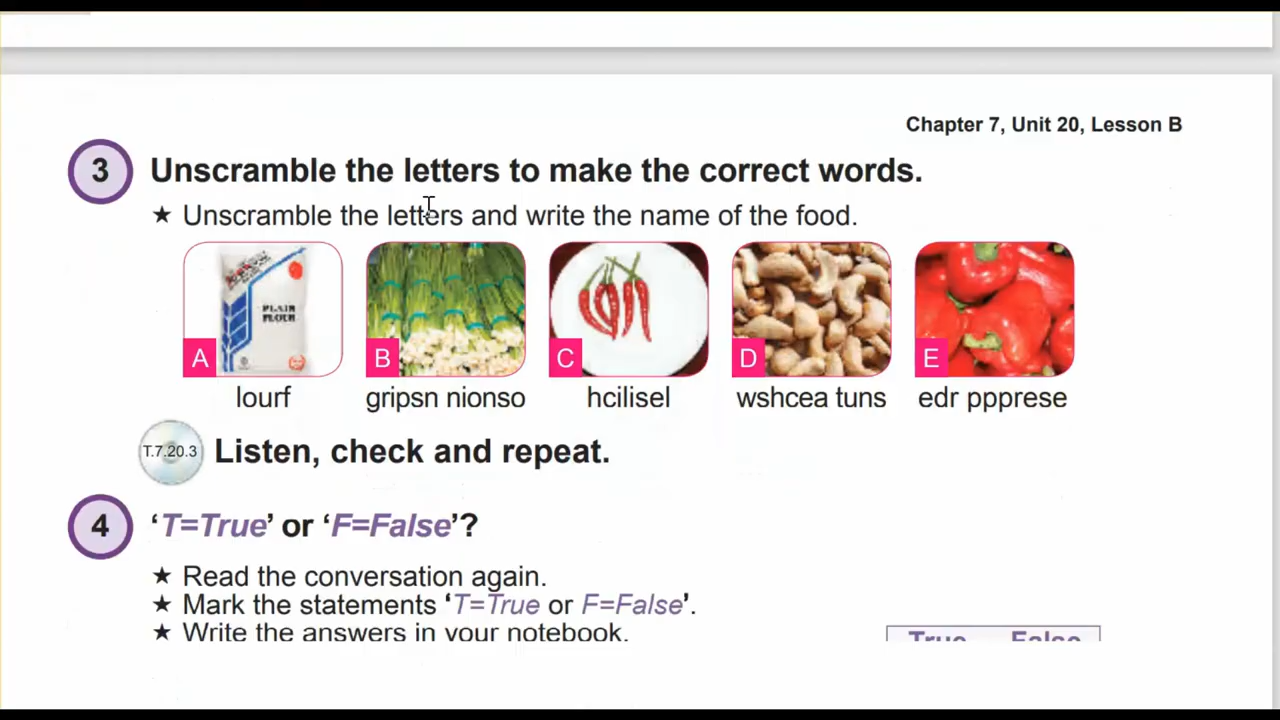 Chapter 7, Unit 20, Lesson B
3 Unscramble the letters to make the correct words.
★ Unscramble the letters and write the name of the food.
PLAIN
FLOUR
A B C D E
lourf gripsn nionso hcilisel wshcea tuns edr ppprese
T.7.20.3 Listen, check and repeat.
4 ‘T=True’ or ‘F=False’?
★ Read the conversation again.
★ Mark the statements ‘T=True or F=False’.
★ Write the answers in your notebook.
True False